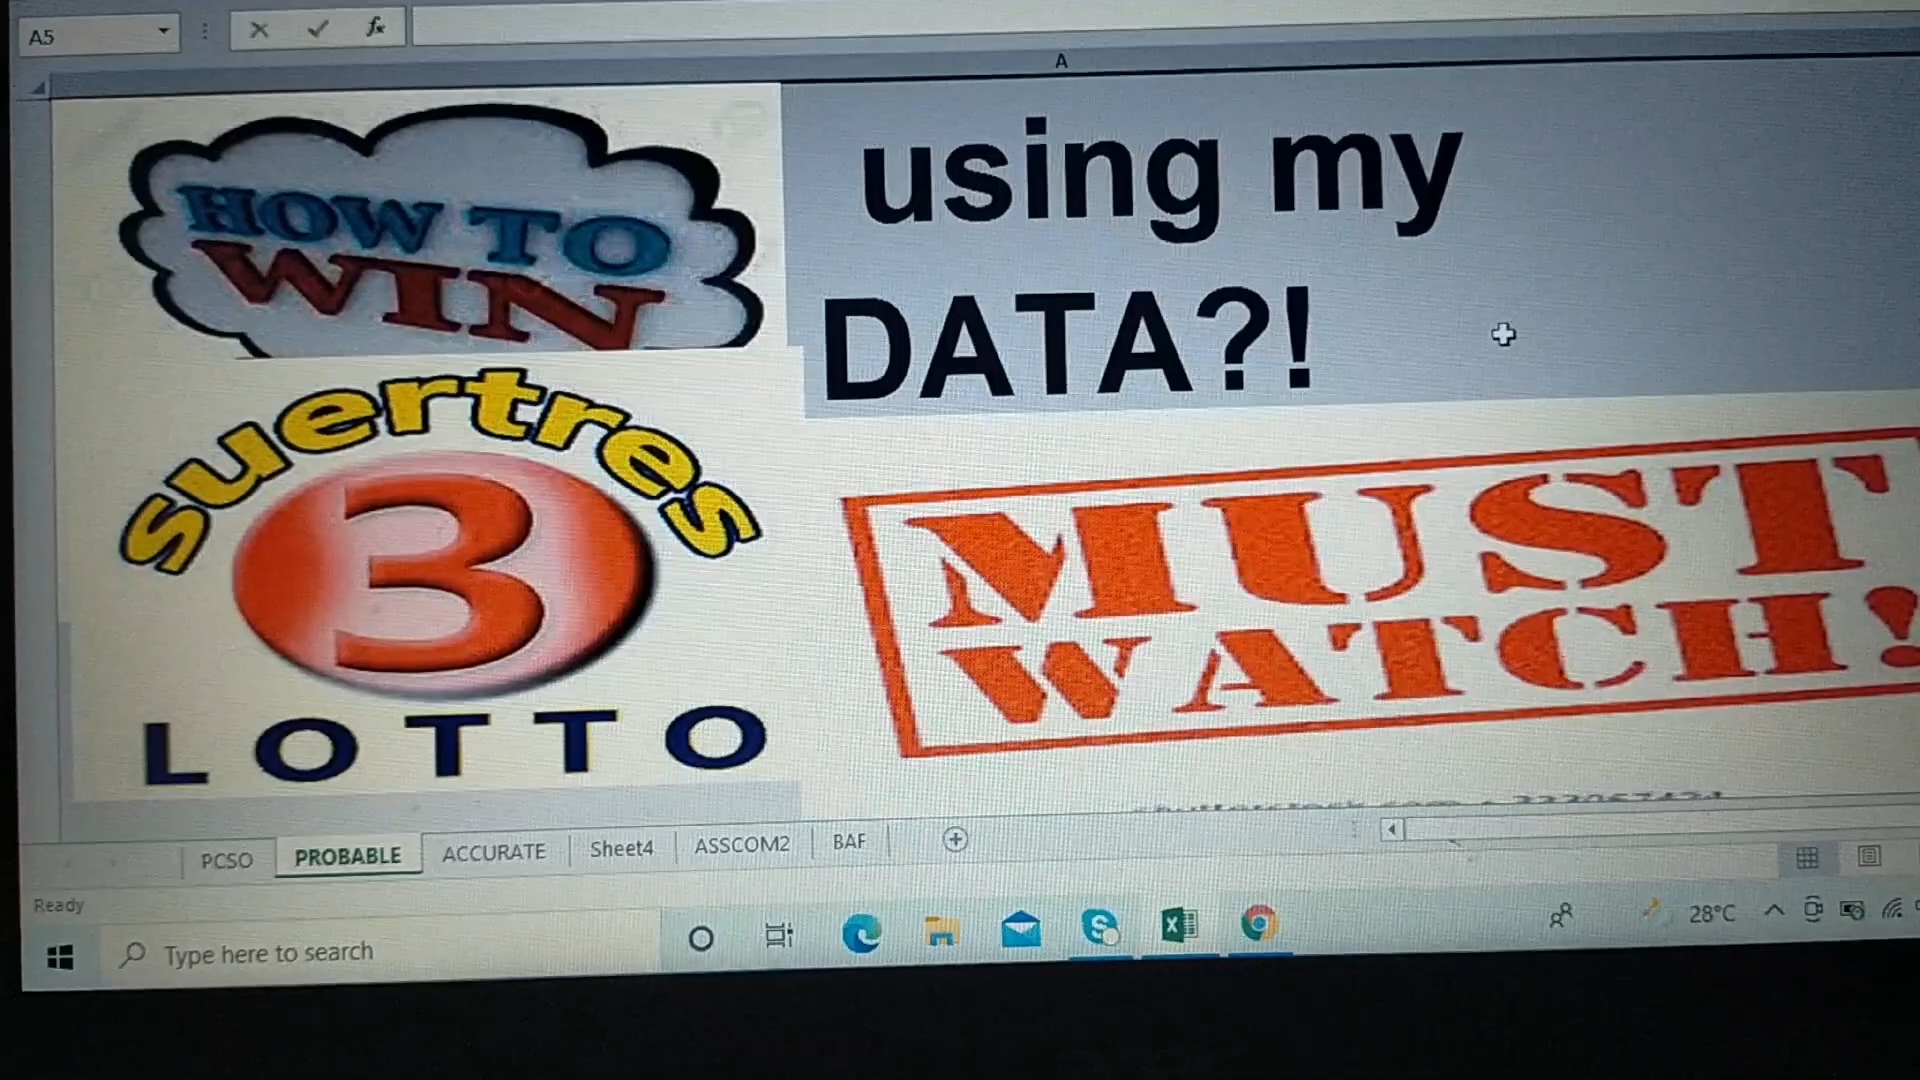 A5
fx
A
HOW TO
WIN
using my
DATA?!
suertres
3
LOTTO
MUST
WATCH!
PCSO
PROBABLE
ACCURATE
Sheet4
ASSCOM2
BAF
Ready
Type here to search
28°C